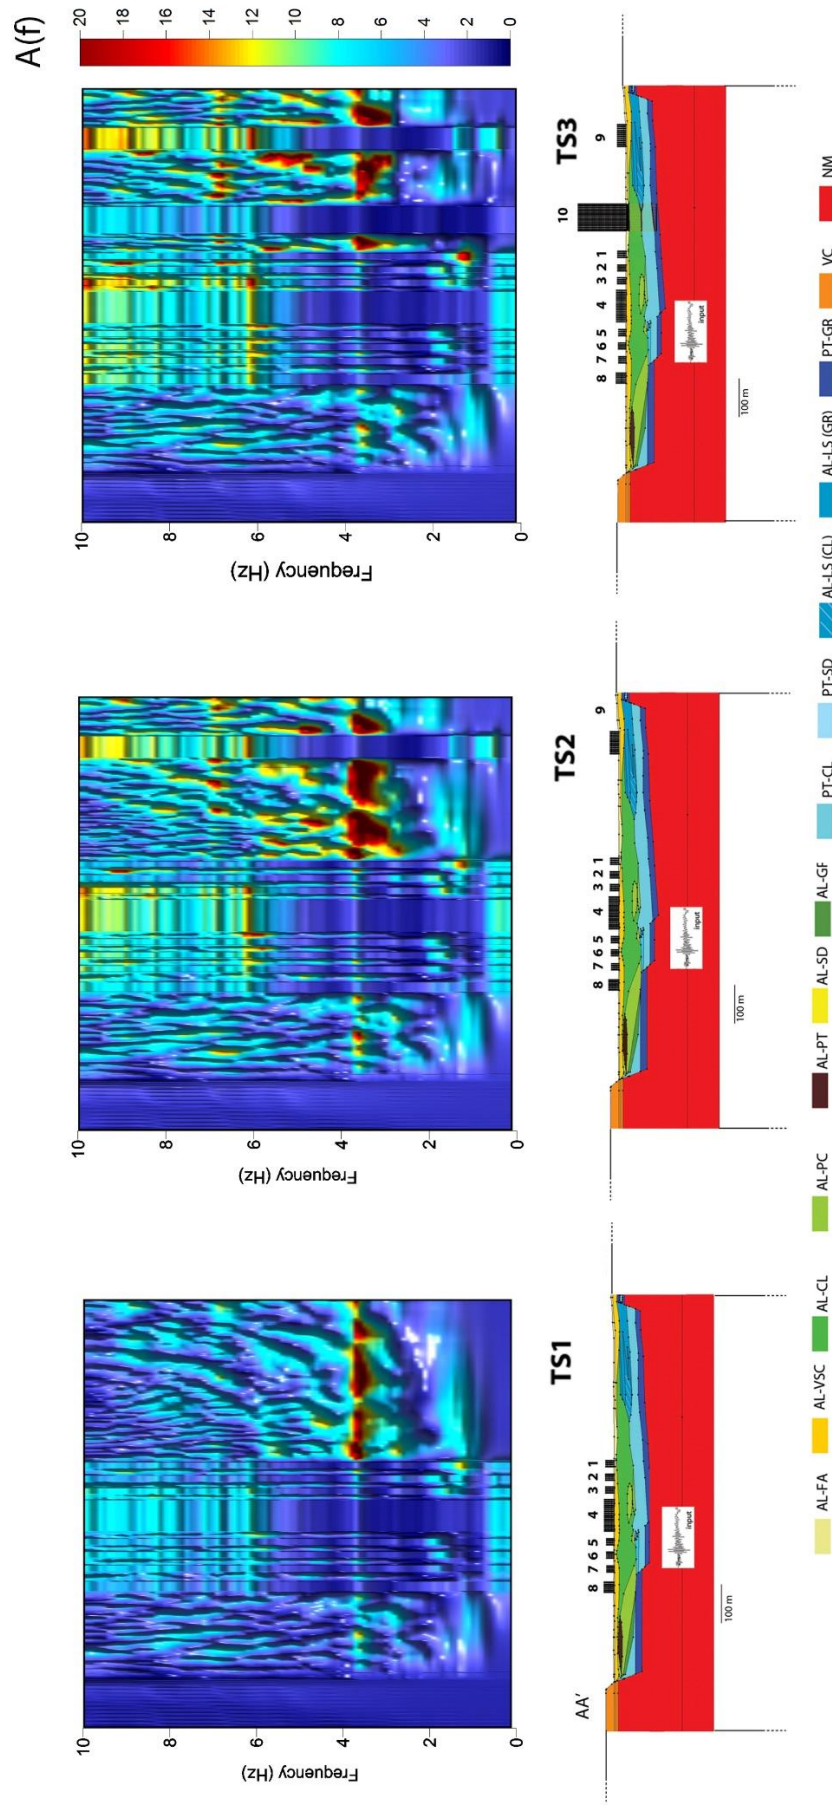 A(f)
20
18
16
14
12
10
8
6
4
2
0
10
8
6
4
2
0
Frequency (Hz)
10
8
6
4
2
0
Frequency (Hz)
10
8
6
4
2
0
Frequency (Hz)
AA'
TS1
8 7 6 5 4 3 2 1
input
100 m
TS2
8 7 6 5 4 3 2 1 9
input
100 m
TS3
8 7 6 5 4 3 2 1 10 9
input
100 m
AL-FA
AL-VSC
AL-CL
AL-PC
AL-PT
AL-SD
AL-GF
PT-CL
PT-SD
AL-LS (CL)
AL-LS (GR)
PT-GR
VC
NM